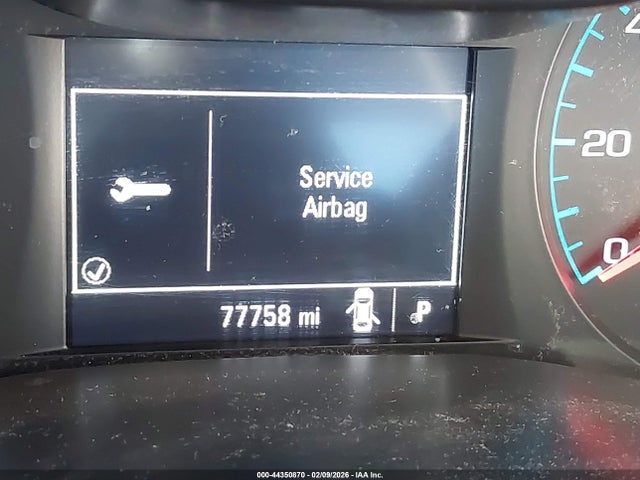 Service
Airbag
20
0
77758 mi
P
000-44350870 - 02/09/2026 - IAA Inc.